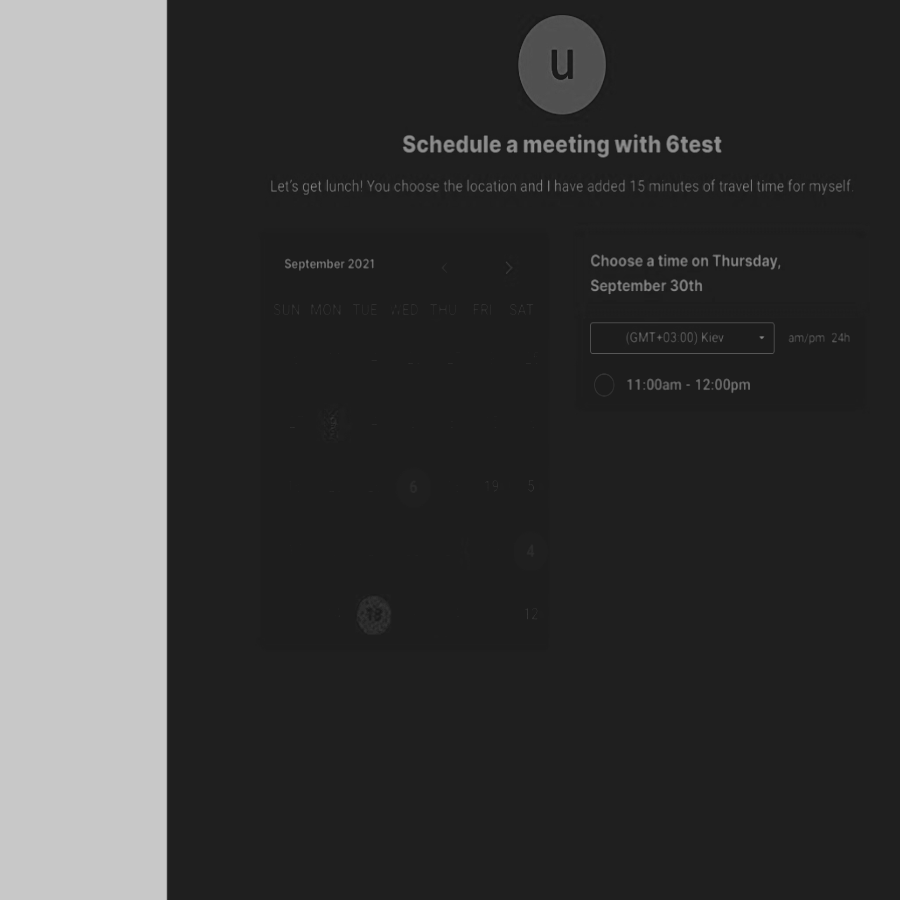 u
Schedule a meeting with 6test
Let's get lunch! You choose the location and I have added 15 minutes of travel time for myself.
September 2021
SUN MON TUE WED THU FRI SAT
6 19 5
4
12
Choose a time on Thursday,
September 30th
(GMT+03:00) Kiev
am/pm 24h
11:00am - 12:00pm